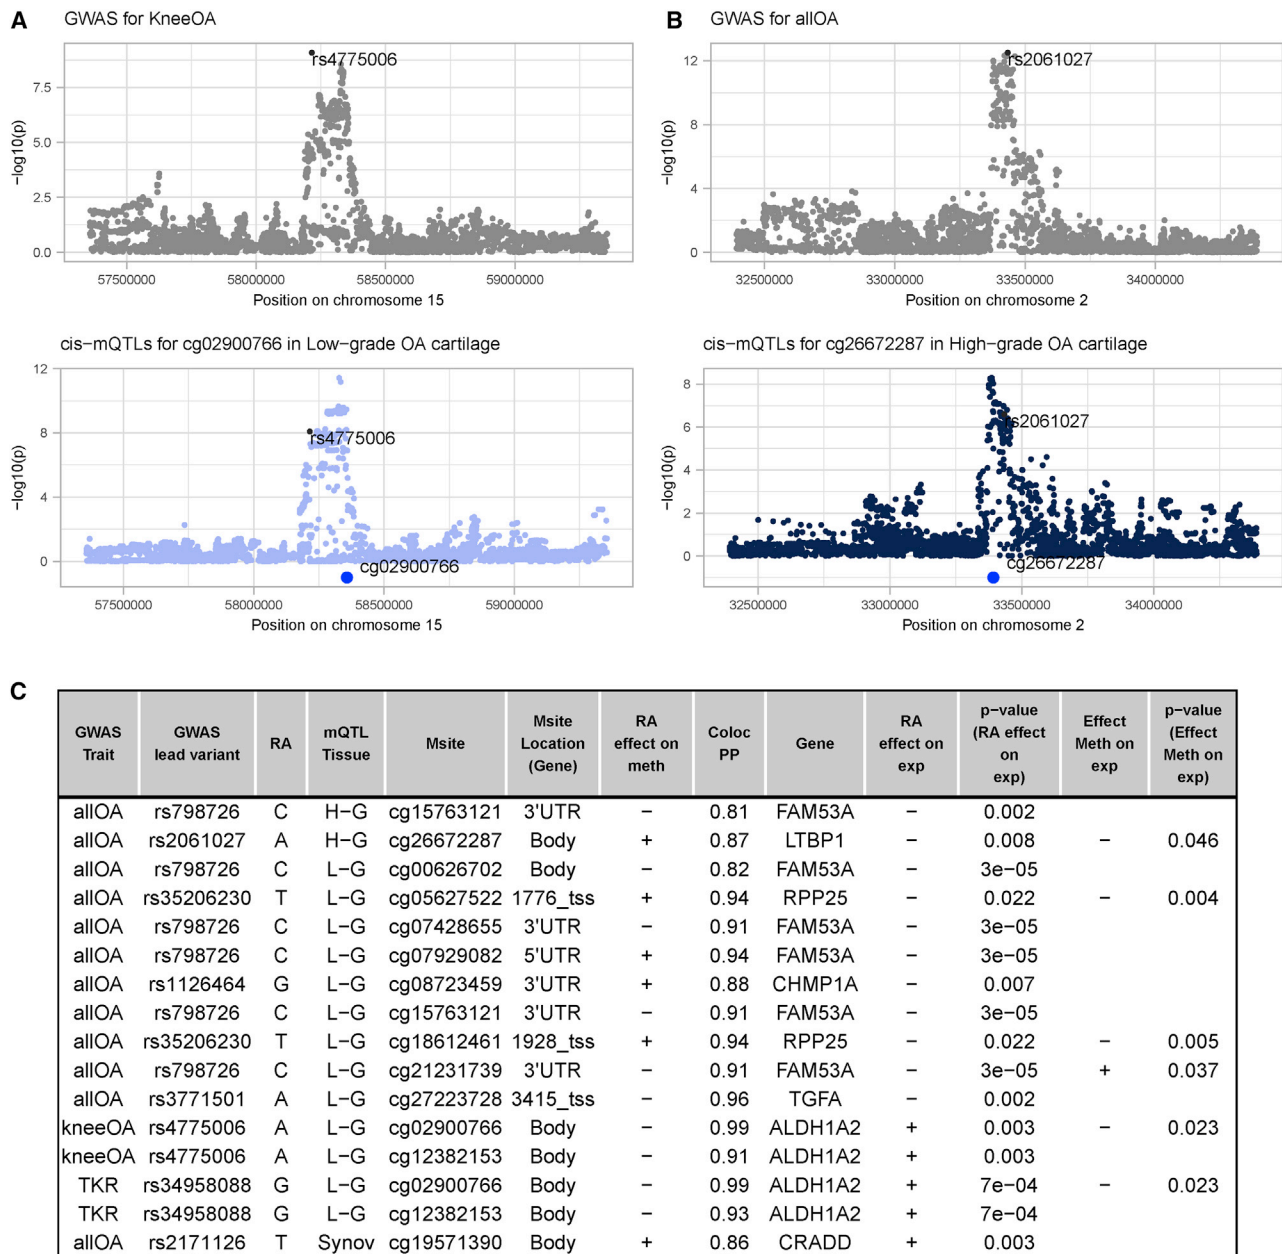 A GWAS for KneeOA
−log10(p)
7.5
5.0
2.5
0.0
rs4775006
57500000 58000000 58500000 59000000
Position on chromosome 15
B GWAS for allOA
−log10(p)
12
8
4
0
rs2061027
32500000 33000000 33500000 34000000
Position on chromosome 2
cis−mQTLs for cg02900766 in Low−grade OA cartilage
−log10(p)
12
8
4
0
rs4775006
cg02900766
57500000 58000000 58500000 59000000
Position on chromosome 15
cis−mQTLs for cg26672287 in High−grade OA cartilage
−log10(p)
8
6
4
2
0
rs2061027
cg26672287
32500000 33000000 33500000 34000000
Position on chromosome 2
C
GWAS Trait GWAS lead variant RA mQTL Tissue Msite Msite Location (Gene) RA effect on meth Coloc PP Gene RA effect on exp p−value (RA effect on exp) Effect Meth on exp p−value (Effect Meth on exp)
allOA rs798726 C H−G cg15763121 3'UTR − 0.81 FAM53A − 0.002
allOA rs2061027 A H−G cg26672287 Body + 0.87 LTBP1 − 0.008 − 0.046
allOA rs798726 C L−G cg00626702 Body − 0.82 FAM53A − 3e−05
allOA rs35206230 T L−G cg05627522 1776_tss + 0.94 RPP25 − 0.022 − 0.004
allOA rs798726 C L−G cg07428655 3'UTR − 0.91 FAM53A − 3e−05
allOA rs798726 C L−G cg07929082 5'UTR + 0.94 FAM53A − 3e−05
allOA rs1126464 G L−G cg08723459 3'UTR + 0.88 CHMP1A − 0.007
allOA rs798726 C L−G cg15763121 3'UTR − 0.91 FAM53A − 3e−05
allOA rs35206230 T L−G cg18612461 1928_tss + 0.94 RPP25 − 0.022 − 0.005
allOA rs798726 C L−G cg21231739 3'UTR − 0.91 FAM53A − 3e−05 + 0.037
allOA rs3771501 A L−G cg27223728 3415_tss − 0.96 TGFA − 0.002
kneeOA rs4775006 A L−G cg02900766 Body − 0.99 ALDH1A2 + 0.003 − 0.023
kneeOA rs4775006 A L−G cg12382153 Body − 0.91 ALDH1A2 + 0.003
TKR rs34958088 G L−G cg02900766 Body − 0.99 ALDH1A2 + 7e−04 − 0.023
TKR rs34958088 G L−G cg12382153 Body − 0.93 ALDH1A2 + 7e−04
allOA rs2171126 T Synov cg19571390 Body + 0.86 CRADD + 0.003